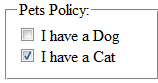 Pets Policy:
I have a Dog
I have a Cat